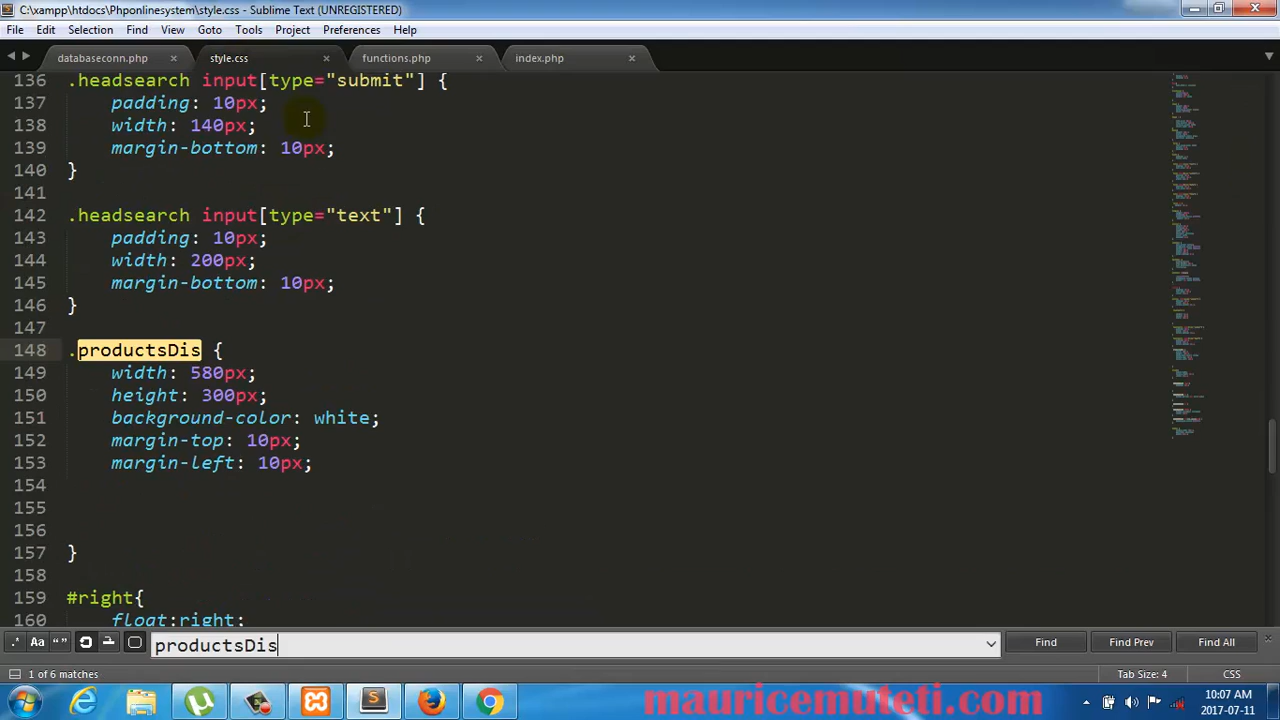 C:\xampp\htdocs\Phponlinesystem\style.css - Sublime Text (UNREGISTERED)
File Edit Selection Find View Goto Tools Project Preferences Help
databaseconn.php × style.css × functions.php × index.php ×
136 .headsearch input[type="submit"] {
137 padding: 10px;
138 width: 140px;
139 margin-bottom: 10px;
140 }
141
142 .headsearch input[type="text"] {
143 padding: 10px;
144 width: 200px;
145 margin-bottom: 10px;
146 }
147
148 .productsDis {
149 width: 580px;
150 height: 300px;
151 background-color: white;
152 margin-top: 10px;
153 margin-left: 10px;
154
155
156
157 }
158
159 #right{
160 float:right;
.* Aa “” productsDis Find Find Prev Find All ×
1 of 6 matches Tab Size: 4 CSS
mauricemuteti.com
10:07 AM
2017-07-11